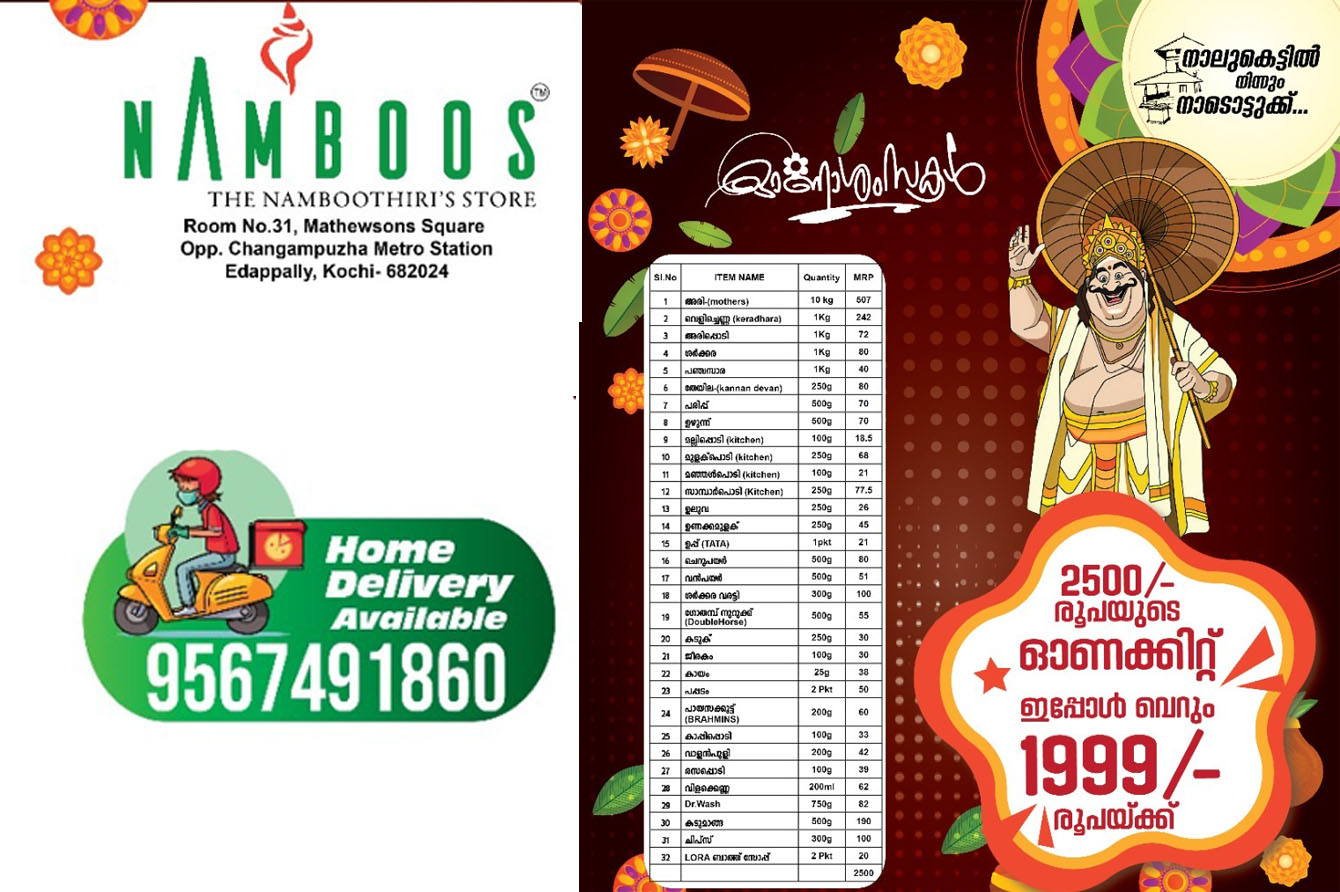 NAMBOOS
TM
THE NAMBOOTHIRI'S STORE
Room No.31, Mathewsons Square
Opp. Changampuzha Metro Station
Edappally, Kochi- 682024
Home
Delivery
Available
9567491860
നാലുകെട്ടിൽ
നിന്നും
നാടൊട്ടുക്ക്...
ഓണാശംസകൾ
Sl.No ITEM NAME Quantity MRP
1 അരി-(mothers) 10 kg 507
2 വെളിച്ചെണ്ണ (keradhara) 1Kg 242
3 അരിപ്പൊടി 1Kg 72
4 ശർക്കര 1Kg 80
5 പഞ്ചസാര 1Kg 40
6 തേയില-(kannan devan) 250g 80
7 പരിപ്പ് 500g 70
8 ഉഴുന്ന് 500g 70
9 മല്ലിപ്പൊടി (kitchen) 100g 18.5
10 മുളക്പൊടി (kitchen) 250g 68
11 മഞ്ഞൾപൊടി (kitchen) 100g 21
12 സാമ്പാർപൊടി (Kitchen) 250g 77.5
13 ഉലുവ 250g 26
14 ഉണക്കമുളക് 250g 45
15 ഉപ്പ് (TATA) 1pkt 21
16 ചെറുപയർ 500g 80
17 വൻപയർ 500g 51
18 ശർക്കര വരട്ടി 300g 100
19 ഗോതമ്പ് നുറുക്ക് (DoubleHorse) 500g 55
20 കടുക് 250g 30
21 ജീരകം 100g 30
22 കായം 25g 38
23 പപ്പടം 2 Pkt 50
24 പായസക്കൂട്ട് (BRAHMINS) 200g 60
25 കാപ്പിപ്പൊടി 100g 33
26 വാളൻപുളി 200g 42
27 രസപ്പൊടി 100g 39
28 വിളക്കെണ്ണ 200ml 62
29 Dr.Wash 750g 82
30 കടുമാങ്ങ 500g 190
31 ചിപ്സ് 300g 100
32 LORA ബാത്ത് സോപ്പ് 2 Pkt 20
2500
2500/-
രൂപയുടെ
ഓണക്കിറ്റ്
ഇപ്പോൾ വെറും
1999/-
രൂപയ്ക്ക്